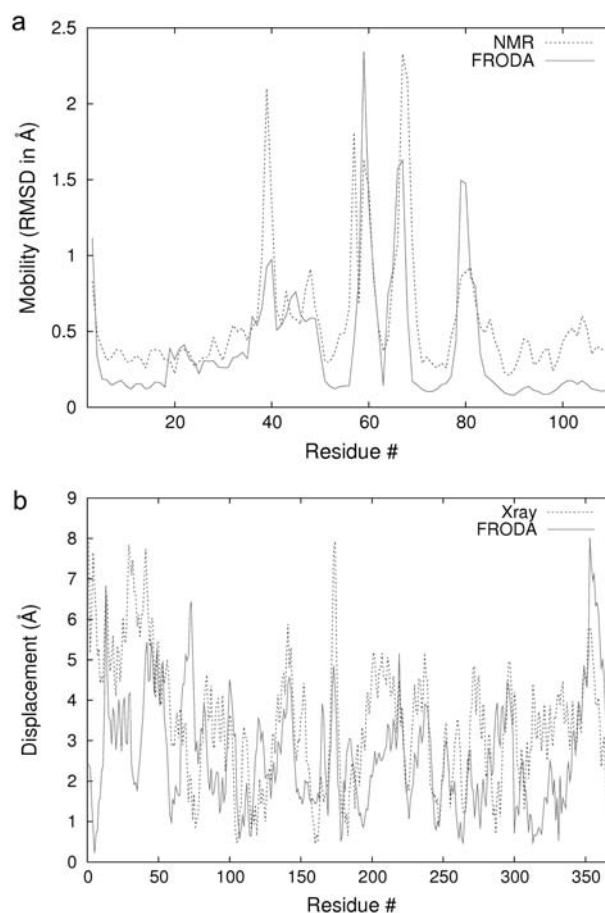 a
2.5
NMR
FRODA
2
1.5
1
0.5
0
Mobility (RMSD in Å)
20 40 60 80 100
Residue #
b
9
Xray
8
FRODA
7
6
5
4
3
2
1
0
Displacement (Å)
0 50 100 150 200 250 300 350
Residue #